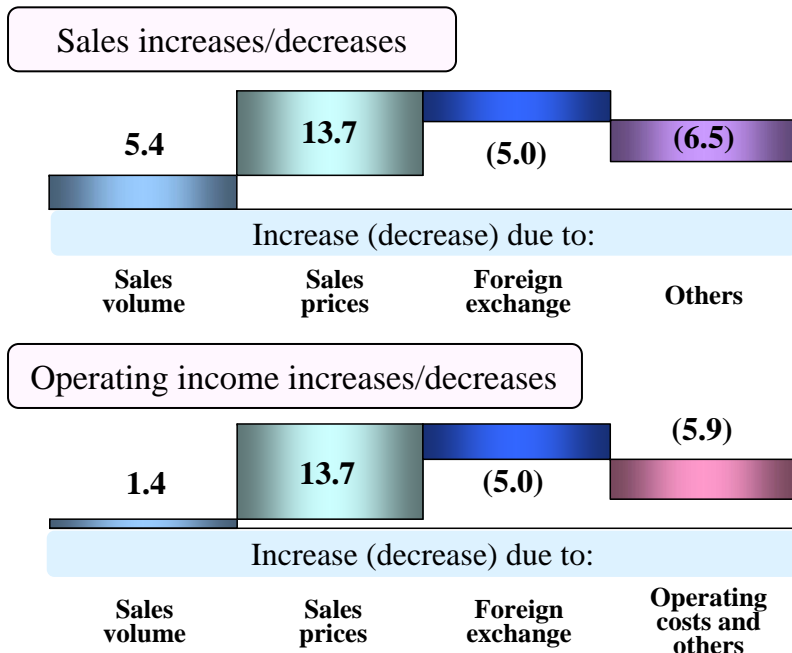 Sales increases/decreases
5.4
13.7
(5.0)
(6.5)
Increase (decrease) due to:
Sales
volume
Sales
prices
Foreign
exchange
Others
Operating income increases/decreases
1.4
13.7
(5.0)
(5.9)
Increase (decrease) due to:
Sales
volume
Sales
prices
Foreign
exchange
Operating
costs and
others